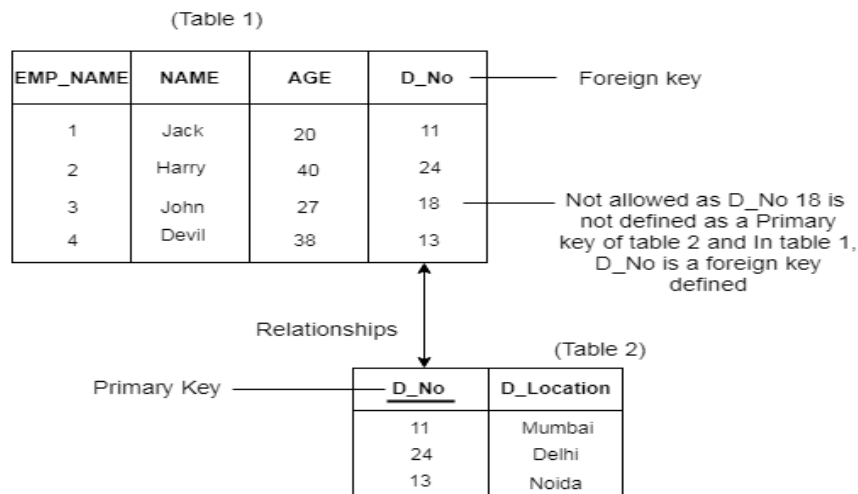 (Table 1)
EMP_NAME NAME AGE D_No Foreign key
1 Jack 20 11
2 Harry 40 24
3 John 27 18
4 Devil 38 13
Not allowed as D_No 18 is
not defined as a Primary
key of table 2 and In table 1,
D_No is a foreign key
defined
Relationships
(Table 2)
Primary Key D_No D_Location
11 Mumbai
24 Delhi
13 Noida